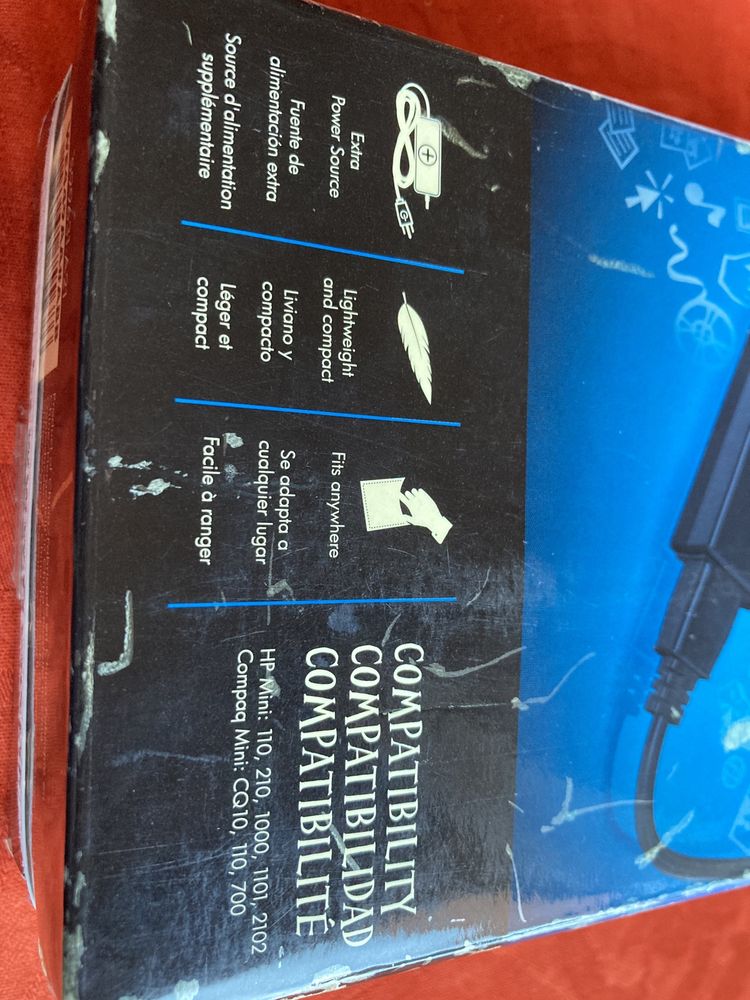 Extra
Power Source
Fuente de
alimentación extra
Source d'alimentation
supplémentaire
Lightweight
and compact
Liviano y
compacto
Léger et
compact
Fits anywhere
Se adapta a
cualquier lugar
Facile à ranger
COMPATIBILITY
COMPATIBILIDAD
COMPATIBILITÉ
HP Mini: 110, 210, 1000, 1101, 2102
Compaq Mini: CQ10, 110, 700